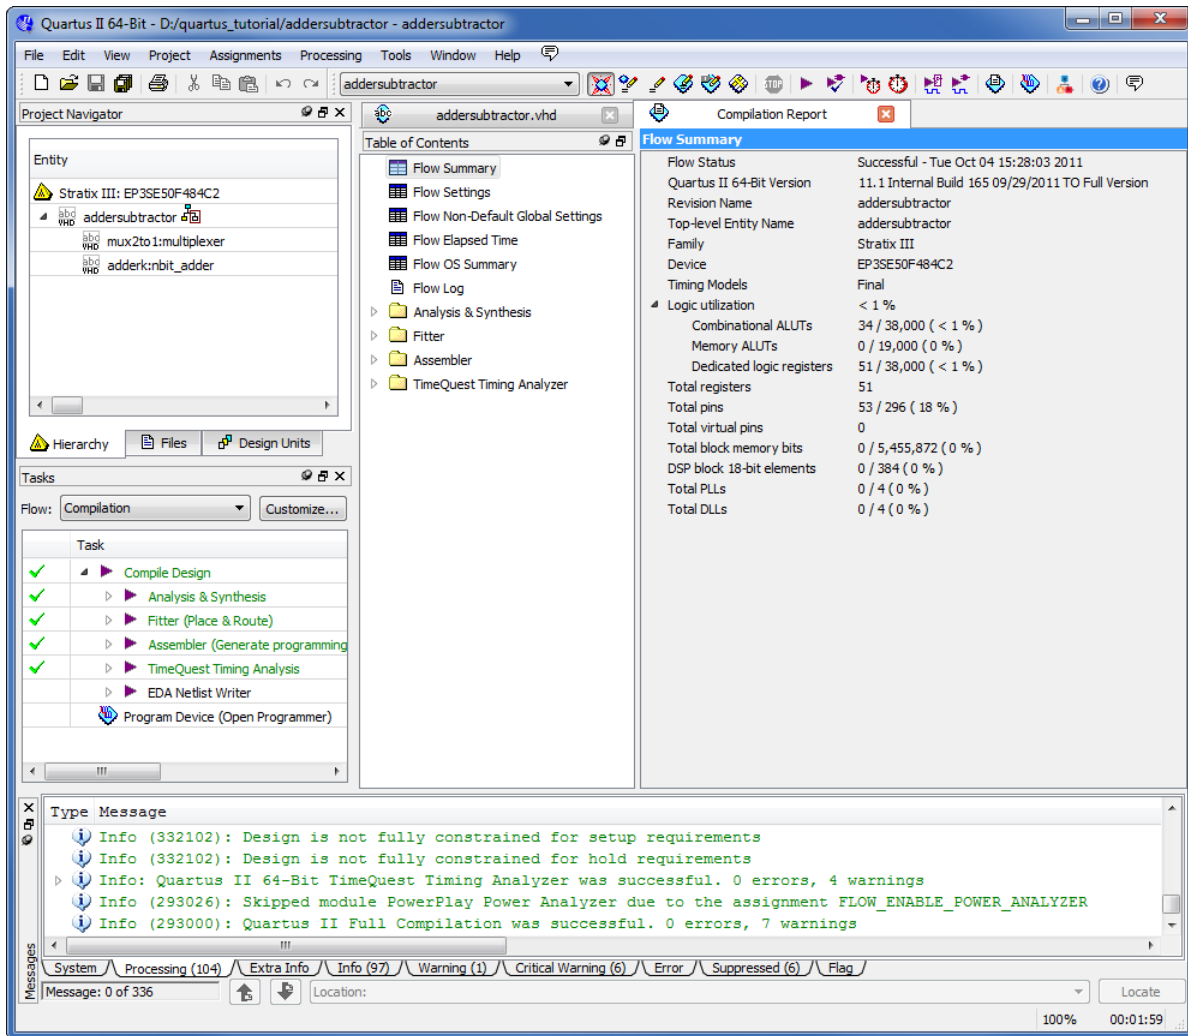 Quartus II 64-Bit - D:/quartus_tutorial/addersubtractor - addersubtractor
File Edit View Project Assignments Processing Tools Window Help
addersubtractor
STOP
Project Navigator
Entity
Stratix III: EP3SE50F484C2
abd VHD addersubtractor
abd VHD mux2to1:multiplexer
abd VHD adderk:nbit_adder
Hierarchy Files Design Units
Tasks
Flow: Compilation Customize...
Task
Compile Design
Analysis & Synthesis
Fitter (Place & Route)
Assembler (Generate programming
TimeQuest Timing Analysis
EDA Netlist Writer
Program Device (Open Programmer)
abc addersubtractor.vhd
Table of Contents
Flow Summary
Flow Settings
Flow Non-Default Global Settings
Flow Elapsed Time
Flow OS Summary
Flow Log
Analysis & Synthesis
Fitter
Assembler
TimeQuest Timing Analyzer
Compilation Report
Flow Summary
Flow Status Successful - Tue Oct 04 15:28:03 2011
Quartus II 64-Bit Version 11.1 Internal Build 165 09/29/2011 TO Full Version
Revision Name addersubtractor
Top-level Entity Name addersubtractor
Family Stratix III
Device EP3SE50F484C2
Timing Models Final
Logic utilization < 1 %
Combinational ALUTs 34 / 38,000 ( < 1 % )
Memory ALUTs 0 / 19,000 ( 0 % )
Dedicated logic registers 51 / 38,000 ( < 1 % )
Total registers 51
Total pins 53 / 296 ( 18 % )
Total virtual pins 0
Total block memory bits 0 / 5,455,872 ( 0 % )
DSP block 18-bit elements 0 / 384 ( 0 % )
Total PLLs 0 / 4 ( 0 % )
Total DLLs 0 / 4 ( 0 % )
Messages
Type Message
Info (332102): Design is not fully constrained for setup requirements
Info (332102): Design is not fully constrained for hold requirements
Info: Quartus II 64-Bit TimeQuest Timing Analyzer was successful. 0 errors, 4 warnings
Info (293026): Skipped module PowerPlay Power Analyzer due to the assignment FLOW_ENABLE_POWER_ANALYZER
Info (293000): Quartus II Full Compilation was successful. 0 errors, 7 warnings
System Processing (104) Extra Info Info (97) Warning (1) Critical Warning (6) Error Suppressed (6) Flag
Message: 0 of 336 Location: Locate
100% 00:01:59